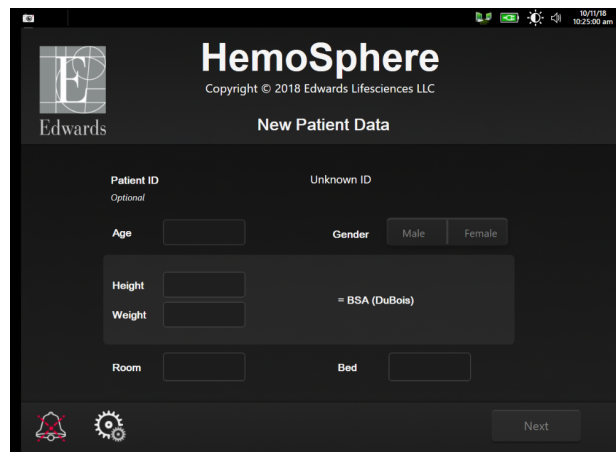 10/11/18
10:25:00 am
E
Edwards
HemoSphere
Copyright © 2018 Edwards Lifesciences LLC
New Patient Data
Patient ID
Unknown ID
Optional
Age
Gender
Male
Female
Height
= BSA (DuBois)
Weight
Room
Bed
Next